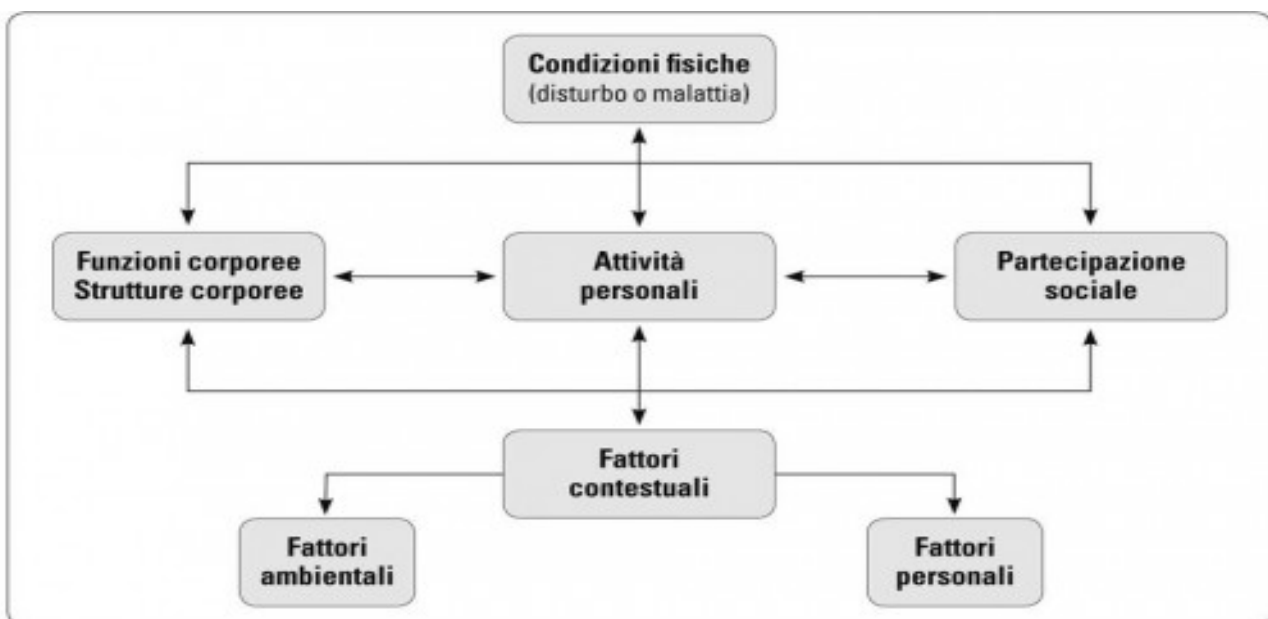 Condizioni fisiche
(disturbo o malattia)
Funzioni corporee
Strutture corporee
Attività
personali
Partecipazione
sociale
Fattori
contestuali
Fattori
ambientali
Fattori
personali